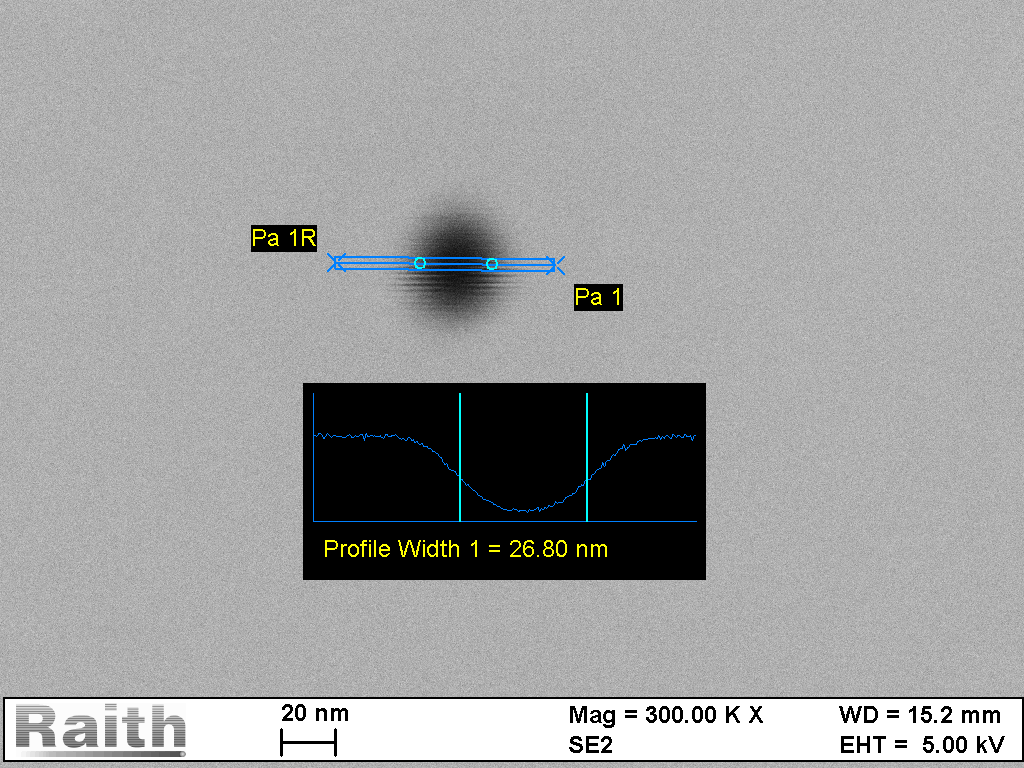 Pa 1R
Pa 1
Profile Width 1 = 26.80 nm
Raith
20 nm
Mag = 300.00 K X
WD = 15.2 mm
SE2
EHT = 5.00 kV